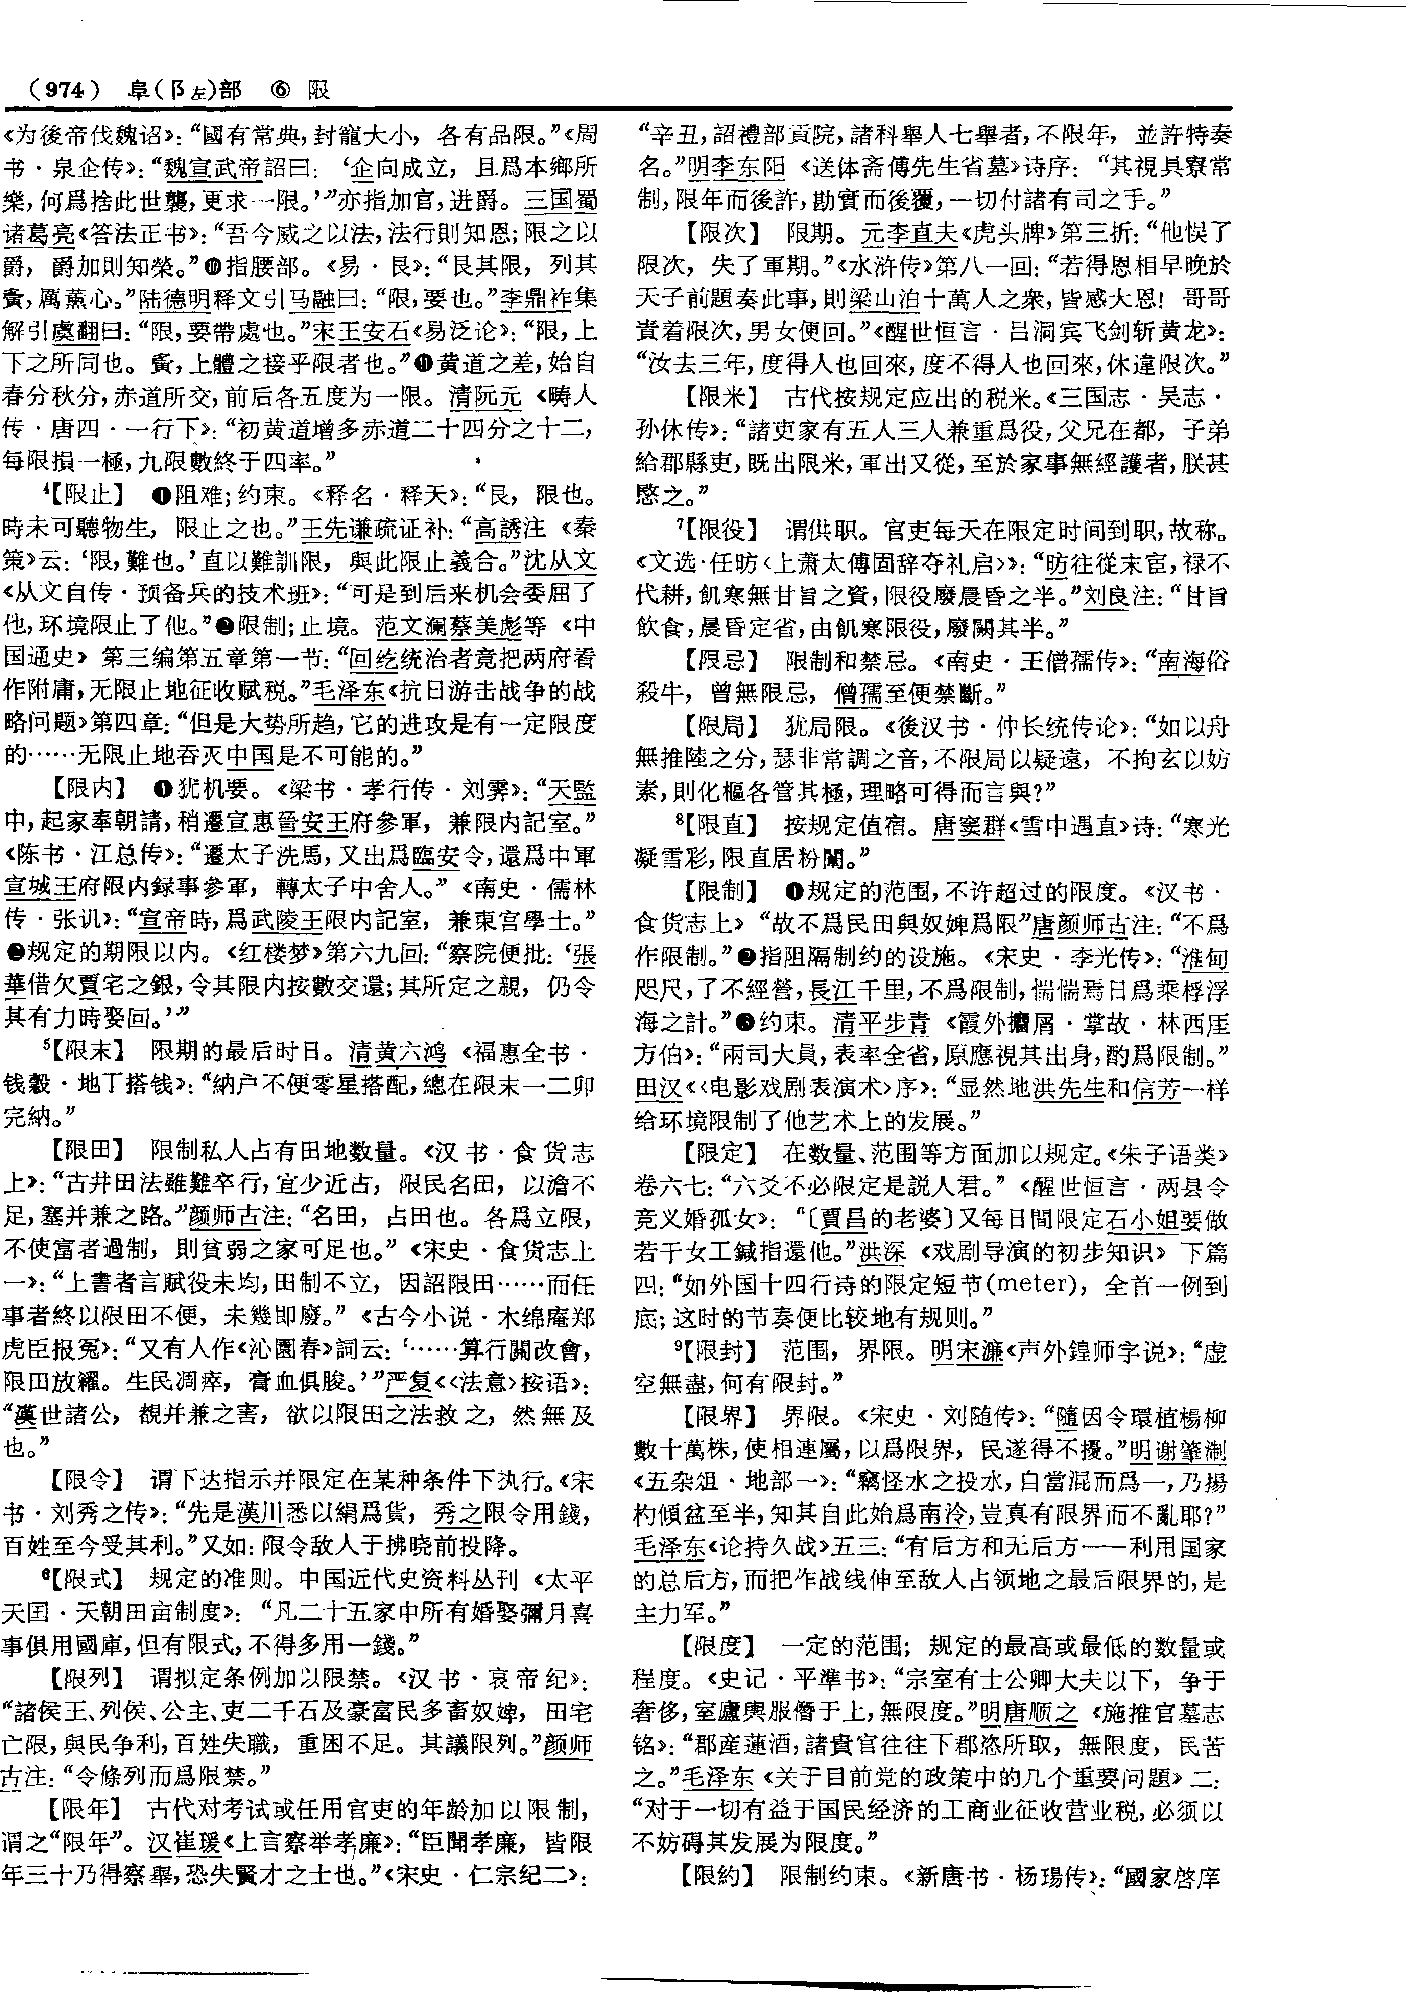 （974） 阜（阝左）部 ⑥ 限
《为後帝伐魏诏》：“國有常典，封寵大小，各有品限。”《周
书·泉企传》：“魏宣武帝詔曰：‘企向成立，且爲本鄉所
樂，何爲捨此世襲，更求一限。’”亦指加官，进爵。三国蜀
诸葛亮《答法正书》：“吾今威之以法，法行則知恩；限之以
爵，爵加則知榮。”❿指腰部。《易·艮》：“艮其限，列其
夤，厲薰心。”陆德明释文引马融曰：“限，要也。”李鼎祚集
解引虞翻曰：“限，要帶處也。”宋王安石《易泛论》：“限，上
下之所同也。夤，上體之接乎限者也。”⓫黄道之差，始自
春分秋分，赤道所交，前后各五度为一限。清阮元《畴人
传·唐四·一行下》：“初黄道增多赤道二十四分之十二，
每限損一極，九限數終于四率。”
⁴【限止】 ❶阻难；约束。《释名·释天》：“艮，限也。
時未可聽物生，限止之也。”王先谦疏证补：“高誘注《秦
策》云：‘限，難也。’直以難訓限，與此限止義合。”沈从文
《从文自传·预备兵的技术班》：“可是到后来机会委屈了
他，环境限止了他。”❷限制；止境。范文澜蔡美彪等《中
国通史》第三编第五章第一节：“回纥统治者竟把两府看
作附庸，无限止地征收赋税。”毛泽东《抗日游击战争的战
略问题》第四章：“但是大势所趋，它的进攻是有一定限度
的……无限止地吞灭中国是不可能的。”
【限内】 ❶犹机要。《梁书·孝行传·刘霁》：“天監
中，起家奉朝請，稍遷宣惠晉安王府參軍，兼限内記室。”
《陈书·江总传》：“遷太子洗馬，又出爲臨安令，還爲中軍
宣城王府限内録事參軍，轉太子中舍人。”《南史·儒林
传·张讥》：“宣帝時，爲武陵王限内記室，兼東宫學士。”
❷规定的期限以内。《红楼梦》第六九回：“察院便批：‘張
華借欠賈宅之銀，令其限内按數交還；其所定之親，仍令
其有力時娶回。’”
⁵【限末】 限期的最后时日。清黄六鸿《福惠全书·
钱穀·地丁搭钱》：“納户不便零星搭配，總在限末一二卯
完納。”
【限田】 限制私人占有田地数量。《汉书·食货志
上》：“古井田法雖難卒行，宜少近古，限民名田，以澹不
足，塞并兼之路。”颜师古注：“名田，占田也。各爲立限，
不使富者過制，則貧弱之家可足也。”《宋史·食货志上
一》：“上書者言賦役未均，田制不立，因詔限田……而任
事者終以限田不便，未幾即廢。”《古今小说·木绵庵郑
虎臣报冤》：“又有人作《沁園春》詞云：‘……算行關改會，
限田放糴。生民凋瘁，膏血俱朘。’”严复《〈法意〉按语》：
“漢世諸公，覩并兼之害，欲以限田之法救之，然無及
也。”
【限令】 谓下达指示并限定在某种条件下执行。《宋
书·刘秀之传》：“先是漢川悉以絹爲貨，秀之限令用錢，
百姓至今受其利。”又如：限令敌人于拂晓前投降。
⁶【限式】 规定的准则。中国近代史资料丛刊《太平
天国·天朝田亩制度》：“凡二十五家中所有婚娶彌月喜
事俱用國庫，但有限式，不得多用一錢。”
【限列】 谓拟定条例加以限禁。《汉书·哀帝纪》：
“諸侯王、列侯、公主、吏二千石及豪富民多畜奴婢，田宅
亡限，與民争利，百姓失職，重困不足。其議限列。”颜师
古注：“令條列而爲限禁。”
【限年】 古代对考试或任用官吏的年龄加以限制，
谓之“限年”。汉崔瑗《上言察举孝廉》：“臣聞孝廉，皆限
年三十乃得察舉，恐失賢才之士也。”《宋史·仁宗纪二》：
“辛丑，詔禮部貢院，諸科舉人七舉者，不限年，並許特奏
名。”明李东阳《送体斋傅先生省墓》诗序：“其視具寮常
制，限年而後許，勘實而後覆，一切付諸有司之手。”
【限次】 限期。元李直夫《虎头牌》第三折：“他悮了
限次，失了軍期。”《水浒传》第八一回：“若得恩相早晚於
天子前題奏此事，則梁山泊十萬人之衆，皆感大恩！哥哥
責着限次，男女便回。”《醒世恒言·吕洞宾飞剑斩黄龙》：
“汝去三年，度得人也回來，度不得人也回來，休違限次。”
【限米】 古代按规定应出的税米。《三国志·吴志·
孙休传》：“諸吏家有五人三人兼重爲役，父兄在都，子弟
給郡縣吏，既出限米，軍出又從，至於家事無經護者，朕甚
愍之。”
⁷【限役】 谓供职。官吏每天在限定时间到职，故称。
《文选·任昉〈上萧太傅固辞夺礼启〉》：“昉往從末宦，禄不
代耕，飢寒無甘旨之資，限役廢晨昏之半。”刘良注：“甘旨
飲食，晨昏定省，由飢寒限役，廢闕其半。”
【限忌】 限制和禁忌。《南史·王僧孺传》：“南海俗
殺牛，曾無限忌，僧孺至便禁斷。”
【限局】 犹局限。《後汉书·仲长统传论》：“如以舟
無推陸之分，瑟非常調之音，不限局以疑遠，不拘玄以妨
素，則化樞各管其極，理略可得而言與？”
⁸【限直】 按规定值宿。唐窦群《雪中遇直》诗：“寒光
凝雪彩，限直居粉闈。”
【限制】 ❶规定的范围，不许超过的限度。《汉书·
食货志上》“故不爲民田與奴婢爲限”唐颜师古注：“不爲
作限制。”❷指阻隔制约的设施。《宋史·李光传》：“淮甸
咫尺，了不經營，長江千里，不爲限制，惴惴焉日爲乘桴浮
海之計。”❸约束。清平步青《霞外攟屑·掌故·林西厓
方伯》：“兩司大員，表率全省，原應視其出身，酌爲限制。”
田汉《〈电影戏剧表演术〉序》：“显然地洪先生和信芳一样
给环境限制了他艺术上的发展。”
【限定】 在数量、范围等方面加以规定。《朱子语类》
卷六七：“六爻不必限定是説人君。”《醒世恒言·两县令
竞义婚孤女》：“〔賈昌的老婆〕又每日間限定石小姐要做
若干女工鍼指還他。”洪深《戏剧导演的初步知识》下篇
四：“如外国十四行诗的限定短节（meter），全首一例到
底；这时的节奏便比较地有规则。”
⁹【限封】 范围，界限。明宋濂《声外鍠师字说》：“虚
空無盡，何有限封。”
【限界】 界限。《宋史·刘随传》：“隨因令環植楊柳
數十萬株，使相連屬，以爲限界，民遂得不擾。”明谢肇淛
《五杂俎·地部一》：“竊怪水之投水，自當混而爲一，乃揚
杓傾盆至半，知其自此始爲南泠，豈真有限界而不亂耶？”
毛泽东《论持久战》五三：“有后方和无后方——利用国家
的总后方，而把作战线伸至敌人占领地之最后限界的，是
主力军。”
【限度】 一定的范围；规定的最高或最低的数量或
程度。《史记·平準书》：“宗室有士公卿大夫以下，争于
奢侈，室廬輿服僭于上，無限度。”明唐顺之《施推官墓志
铭》：“郡産蓮酒，諸貴官往往下郡恣所取，無限度，民苦
之。”毛泽东《关于目前党的政策中的几个重要问题》二：
“对于一切有益于国民经济的工商业征收营业税，必须以
不妨碍其发展为限度。”
【限約】 限制约束。《新唐书·杨玚传》：“國家啓庠